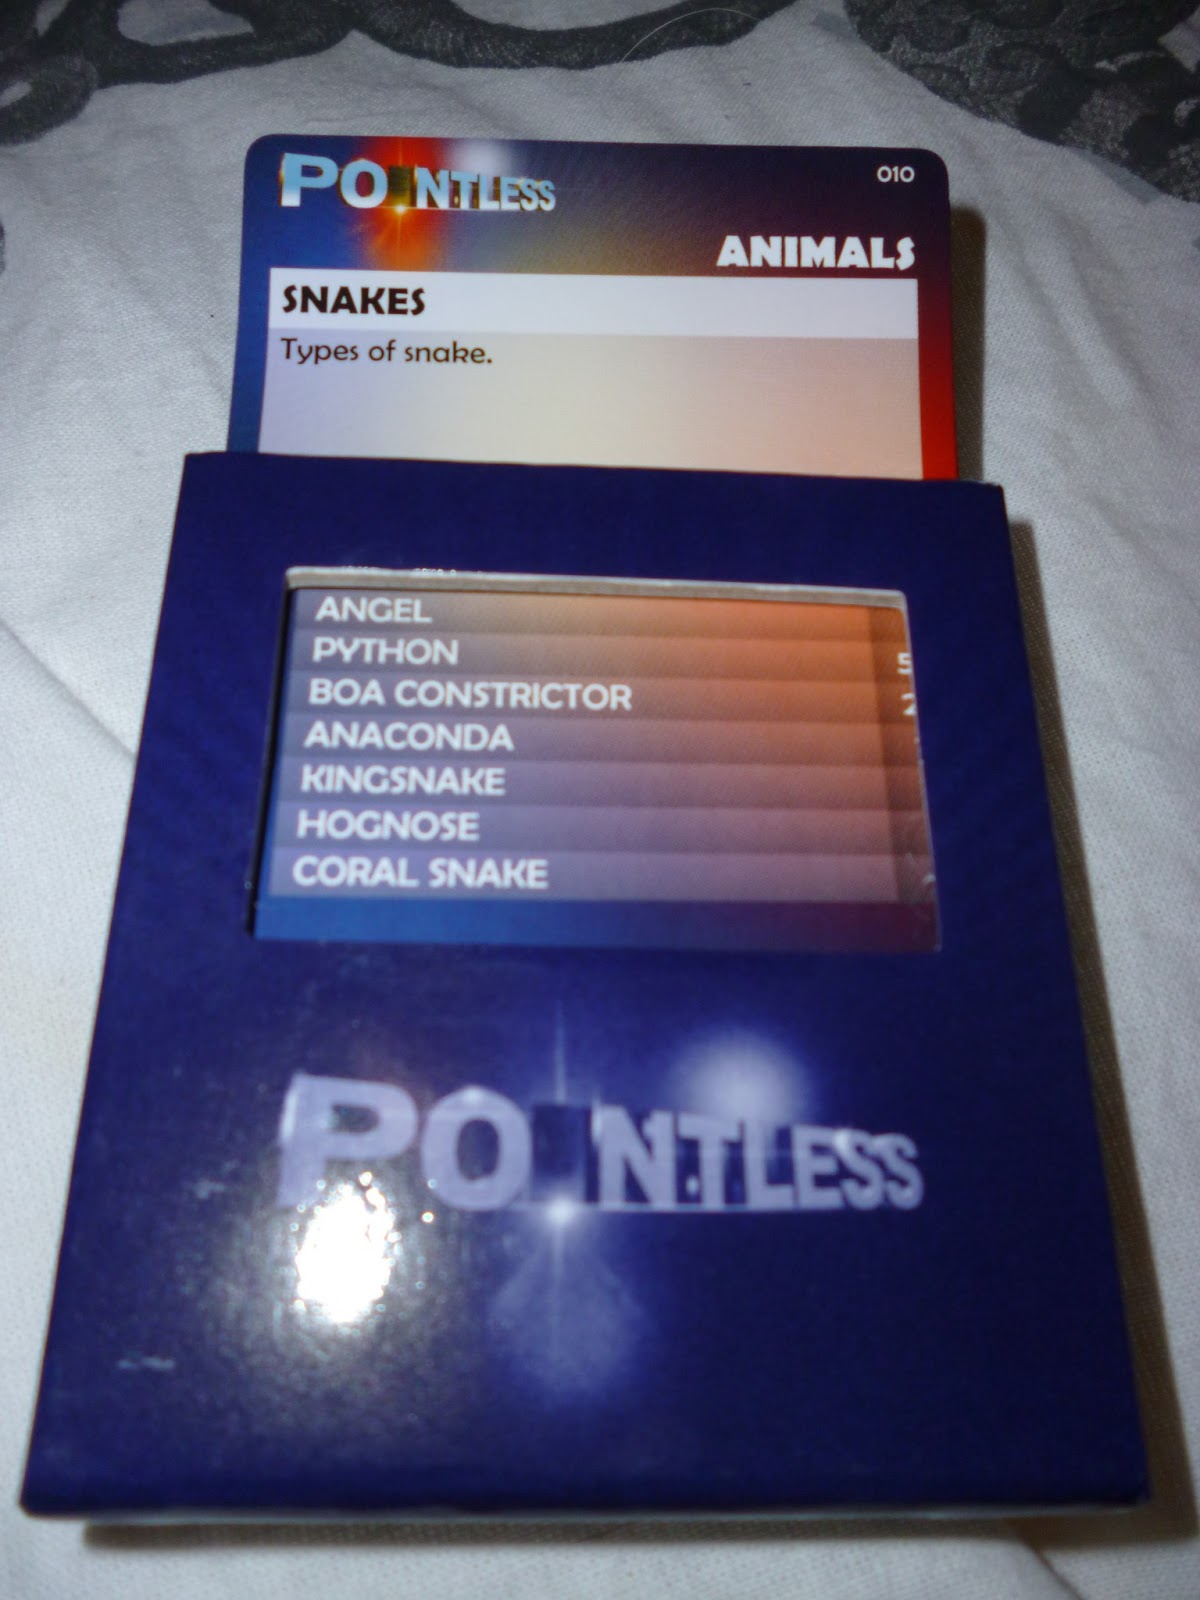 POINTLESS
010
ANIMALS
SNAKES
Types of snake.
ANGEL
PYTHON
BOA CONSTRICTOR
ANACONDA
KINGSNAKE
HOGNOSE
CORAL SNAKE
POINTLESS